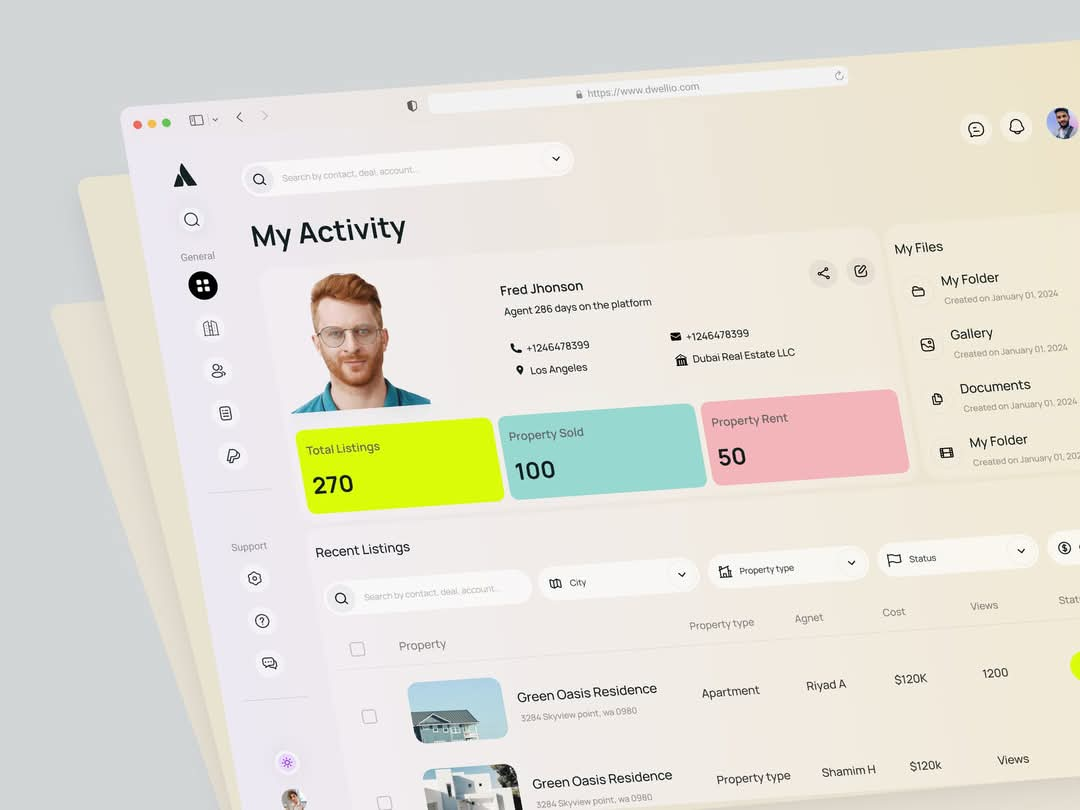 https://www.dwellio.com
Search by contact, deal, account...
My Activity
General
Fred Jhonson
Agent 286 days on the platform
+1246478399
+1246478399
Los Angeles
Dubai Real Estate LLC
Total Listings
270
Property Sold
100
Property Rent
50
My Files
My Folder
Created on January 01, 2024
Gallery
Created on January 01, 2024
Documents
Created on January 01, 2024
My Folder
Created on January 01, 202
Support
Recent Listings
Search by contact, deal, account...
City
Property type
Status
Property
Property type
Agnet
Cost
Views
Statu
Green Oasis Residence
3284 Skyview point, wa 0980
Apartment
Riyad A
$120K
1200
Green Oasis Residence
3284 Skyview point, wa 0980
Property type
Shamim H
$120k
Views